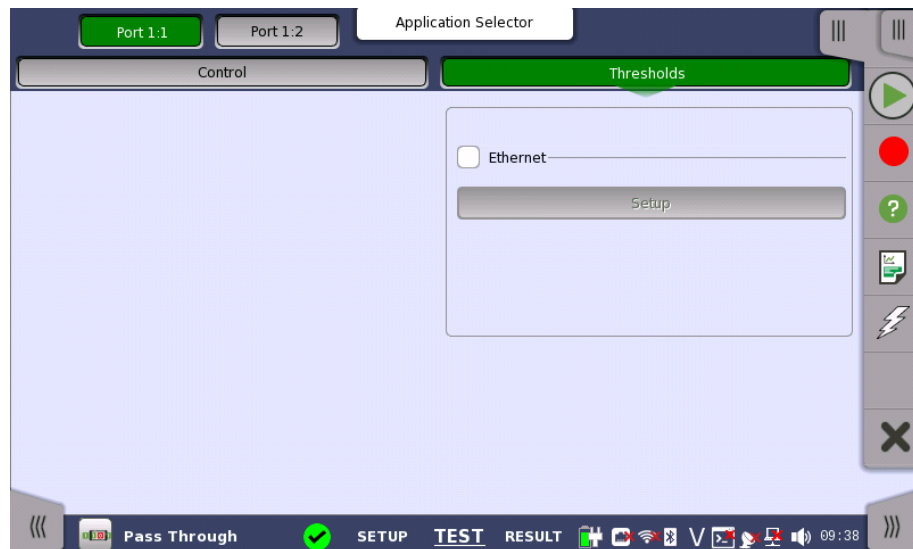 Port 1:1
Port 1:2
Application Selector
Control
Thresholds
Ethernet
Setup
Pass Through
SETUP
TEST
RESULT
09:38